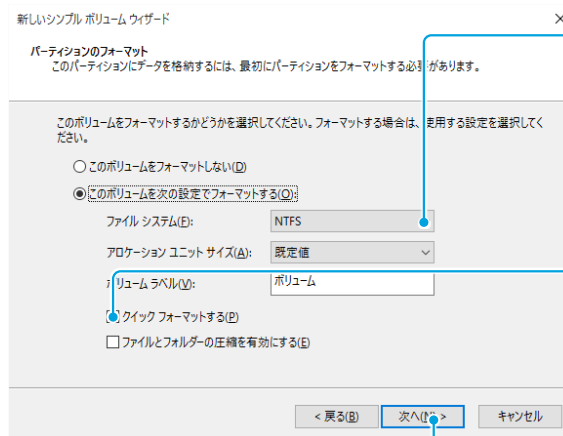 新しいシンプル ボリューム ウィザード
パーティションのフォーマット
このパーティションにデータを格納するには、最初にパーティションをフォーマットする必要があります。
このボリュームをフォーマットするかどうかを選択してください。フォーマットする場合は、使用する設定を選択してく
ださい。
このボリュームをフォーマットしない(D)
このボリュームを次の設定でフォーマットする(O):
ファイル システム(F): NTFS
アロケーション ユニット サイズ(A): 既定値
ボリューム ラベル(V): ボリューム
クイック フォーマットする(P)
ファイルとフォルダーの圧縮を有効にする(E)
< 戻る(B) 次へ(N) > キャンセル